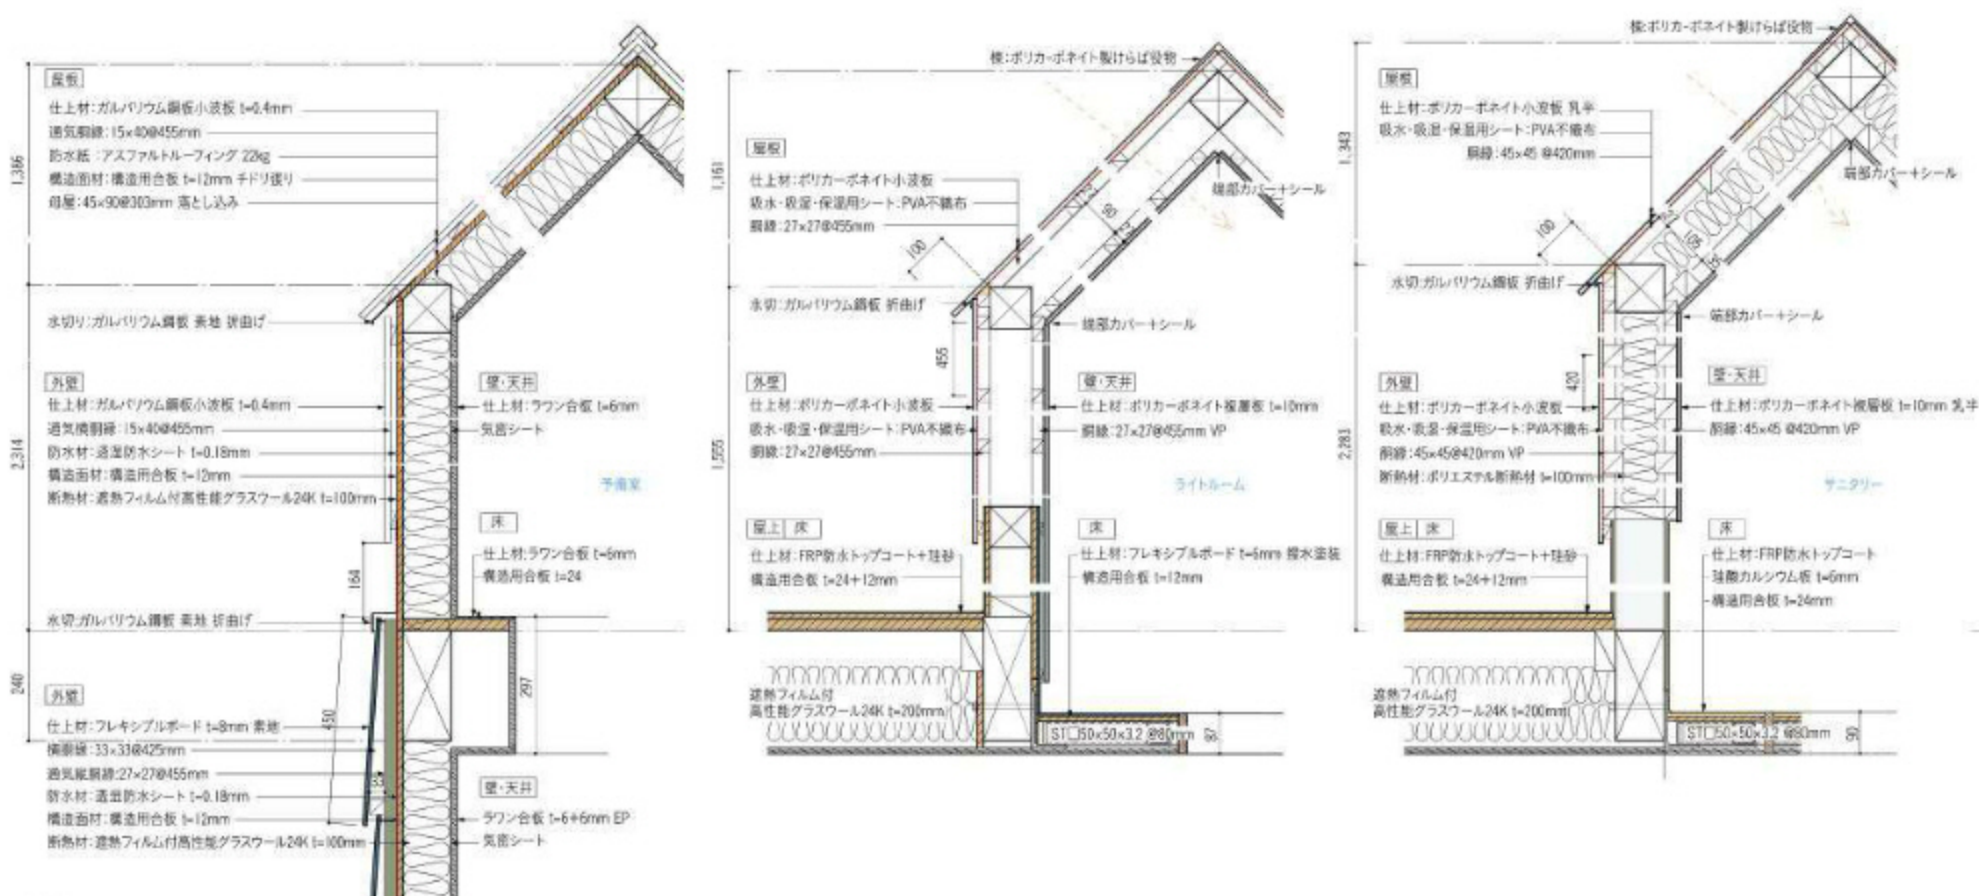 屋根
仕上材:ガルバリウム鋼板小波板 t=0.4mm
通気胴縁:15×40@455mm
防水紙:アスファルトルーフィング 22kg
構造面材:構造用合板 t=12mm チドリ張り
母屋:45×90@303mm 落とし込み
1,386
水切り:ガルバリウム鋼板 素地 折曲げ
外壁
仕上材:ガルバリウム鋼板小波板 t=0.4mm
通気横胴縁:15×40@455mm
防水材:透湿防水シート t=0.18mm
構造面材:構造用合板 t=12mm
断熱材:遮熱フィルム付高性能グラスウール24K t=100mm
2,314
壁・天井
仕上材:ラワン合板 t=6mm
気密シート
予備室
床
仕上材:ラワン合板 t=6mm
構造用合板 t=24
164
水切:ガルバリウム鋼板 素地 折曲げ
240
450
297
外壁
仕上材:フレキシブルボード t=8mm 素地
横胴縁:33×33@425mm
通気縦胴縁:27×27@455mm
防水材:透湿防水シート t=0.18mm
構造面材:構造用合板 t=12mm
断熱材:遮熱フィルム付高性能グラスウール24K t=100mm
33
壁・天井
ラワン合板 t=6+6mm EP
気密シート
棟:ポリカーボネイト製けらば役物
屋根
仕上材:ポリカーボネイト小波板
吸水・吸湿・保温用シート:PVA不織布
胴縁:27×27@455mm
1,161
90
100
端部カバー+シール
水切:ガルバリウム鋼板 折曲げ
端部カバー+シール
455
外壁
仕上材:ポリカーボネイト小波板
吸水・吸湿・保温用シート:PVA不織布
胴縁:27×27@455mm
1,555
壁・天井
仕上材:ポリカーボネイト複層板 t=10mm
胴縁:27×27@455mm VP
ライトルーム
屋上 床
仕上材:FRP防水トップコート+珪砂
構造用合板 t=24+12mm
床
仕上材:フレキシブルボード t=6mm 撥水塗装
構造用合板 t=12mm
遮熱フィルム付
高性能グラスウール24K t=200mm
ST□50×50×3.2 @80mm
棟:ポリカーボネイト製けらば役物
屋根
仕上材:ポリカーボネイト小波板 乳半
吸水・吸湿・保温用シート:PVA不織布
胴縁:45×45 @420mm
1,343
100
105
端部カバー+シール
水切:ガルバリウム鋼板 折曲げ
端部カバー+シール
420
外壁
仕上材:ポリカーボネイト小波板
吸水・吸湿・保温用シート:PVA不織布
胴縁:45×45@420mm VP
断熱材:ポリエステル断熱材 t=100mm
2,283
壁・天井
仕上材:ポリカーボネイト複層板 t=10mm 乳半
胴縁:45×45 @420mm VP
サニタリー
屋上 床
仕上材:FRP防水トップコート+珪砂
構造用合板 t=24+12mm
床
仕上材:FRP防水トップコート
珪酸カルシウム板 t=6mm
構造用合板 t=24mm
遮熱フィルム付
高性能グラスウール24K t=200mm
ST□50×50×3.2 @80mm
90